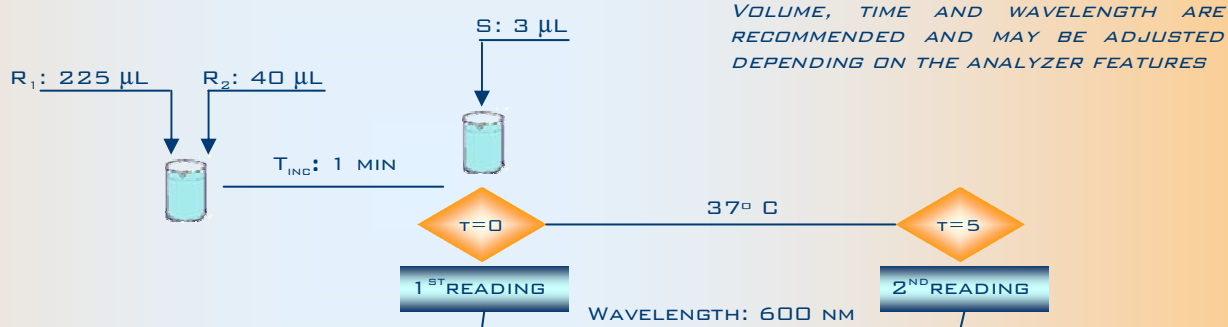 VOLUME, TIME AND WAVELENGTH ARE
RECOMMENDED AND MAY BE ADJUSTED
DEPENDING ON THE ANALYZER FEATURES
S: 3 µL
R₁: 225 µL
R₂: 40 µL
TINC: 1 MIN
37º C
T=0
T=5
1ST READING
2ND READING
WAVELENGTH: 600 NM